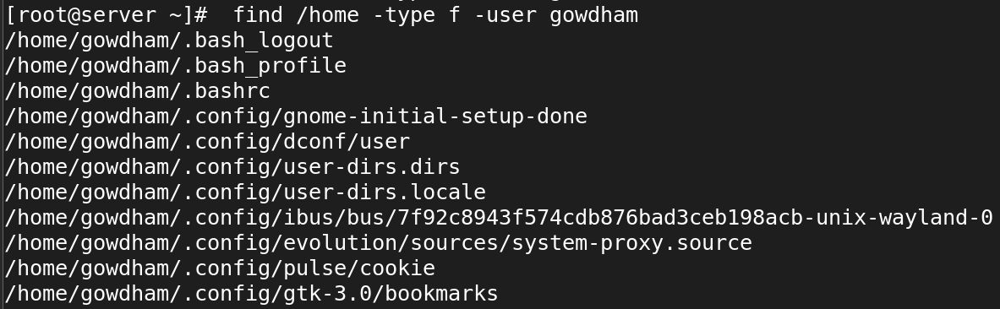 [root@server ~]#  find /home -type f -user gowdham
/home/gowdham/.bash_logout
/home/gowdham/.bash_profile
/home/gowdham/.bashrc
/home/gowdham/.config/gnome-initial-setup-done
/home/gowdham/.config/dconf/user
/home/gowdham/.config/user-dirs.dirs
/home/gowdham/.config/user-dirs.locale
/home/gowdham/.config/ibus/bus/7f92c8943f574cdb876bad3ceb198acb-unix-wayland-0
/home/gowdham/.config/evolution/sources/system-proxy.source
/home/gowdham/.config/pulse/cookie
/home/gowdham/.config/gtk-3.0/bookmarks